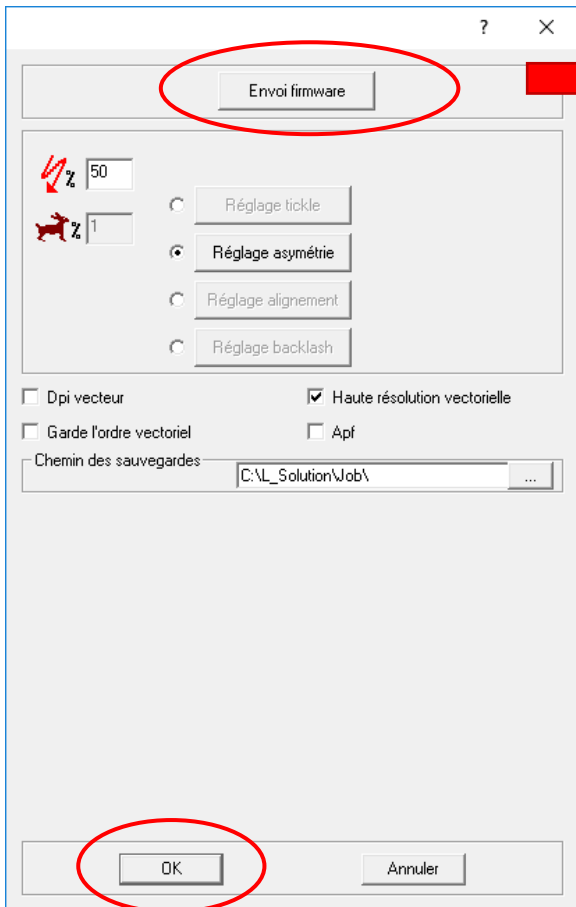 ?
Envoi firmware
% 50
Réglage tickle
% 1
Réglage asymétrie
Réglage alignement
Réglage backlash
Dpi vecteur
Haute résolution vectorielle
Garde l'ordre vectoriel
Apf
Chemin des sauvegardes
C:\L_Solution\Job\
...
OK
Annuler